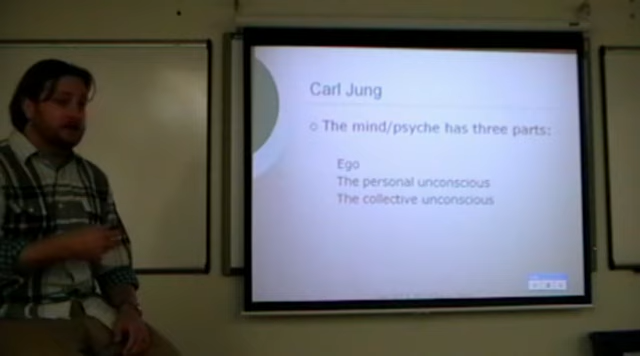 Carl Jung
The mind/psyche has three parts:
Ego
The personal unconscious
The collective unconscious